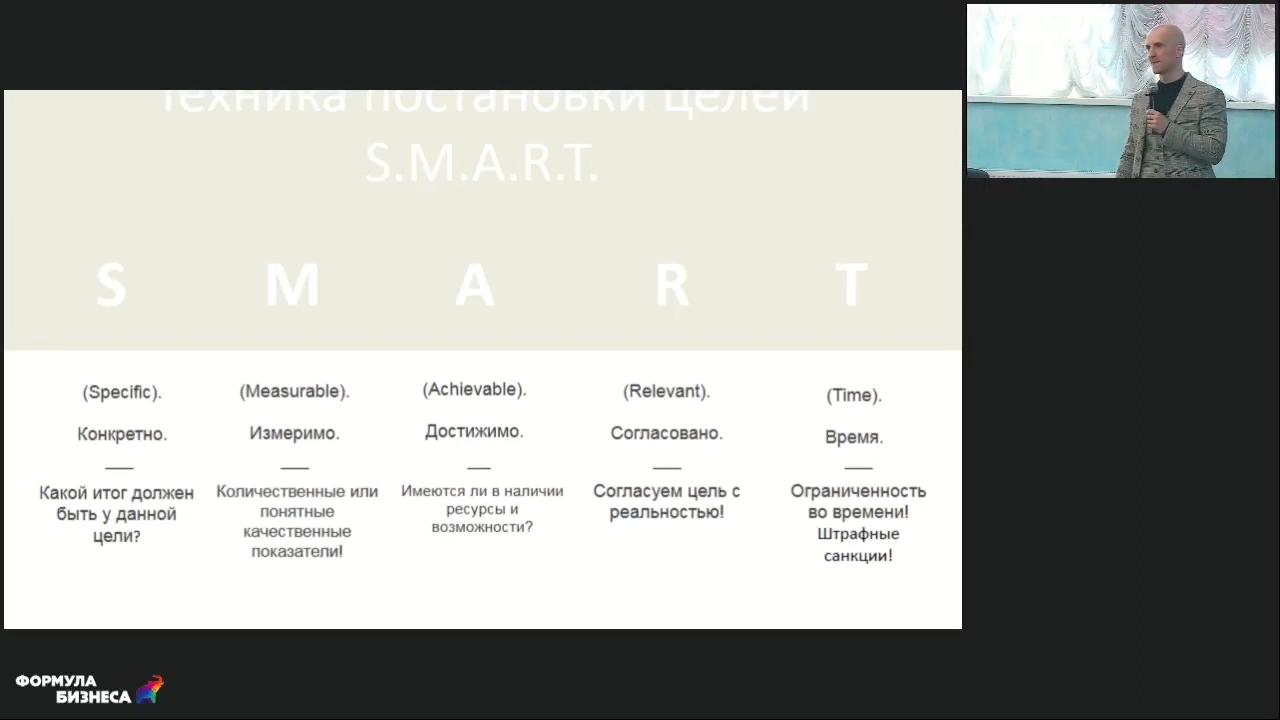 Техника постановки целей
S.M.A.R.T.
S M A R T
(Specific).
Конкретно.
Какой итог должен
быть у данной
цели?
(Measurable).
Измеримо.
Количественные или
понятные
качественные
показатели!
(Achievable).
Достижимо.
Имеются ли в наличии
ресурсы и
возможности?
(Relevant).
Согласовано.
Согласуем цель с
реальностью!
(Time).
Время.
Ограниченность
во времени!
Штрафные
санкции!
ФОРМУЛА
БИЗНЕСА